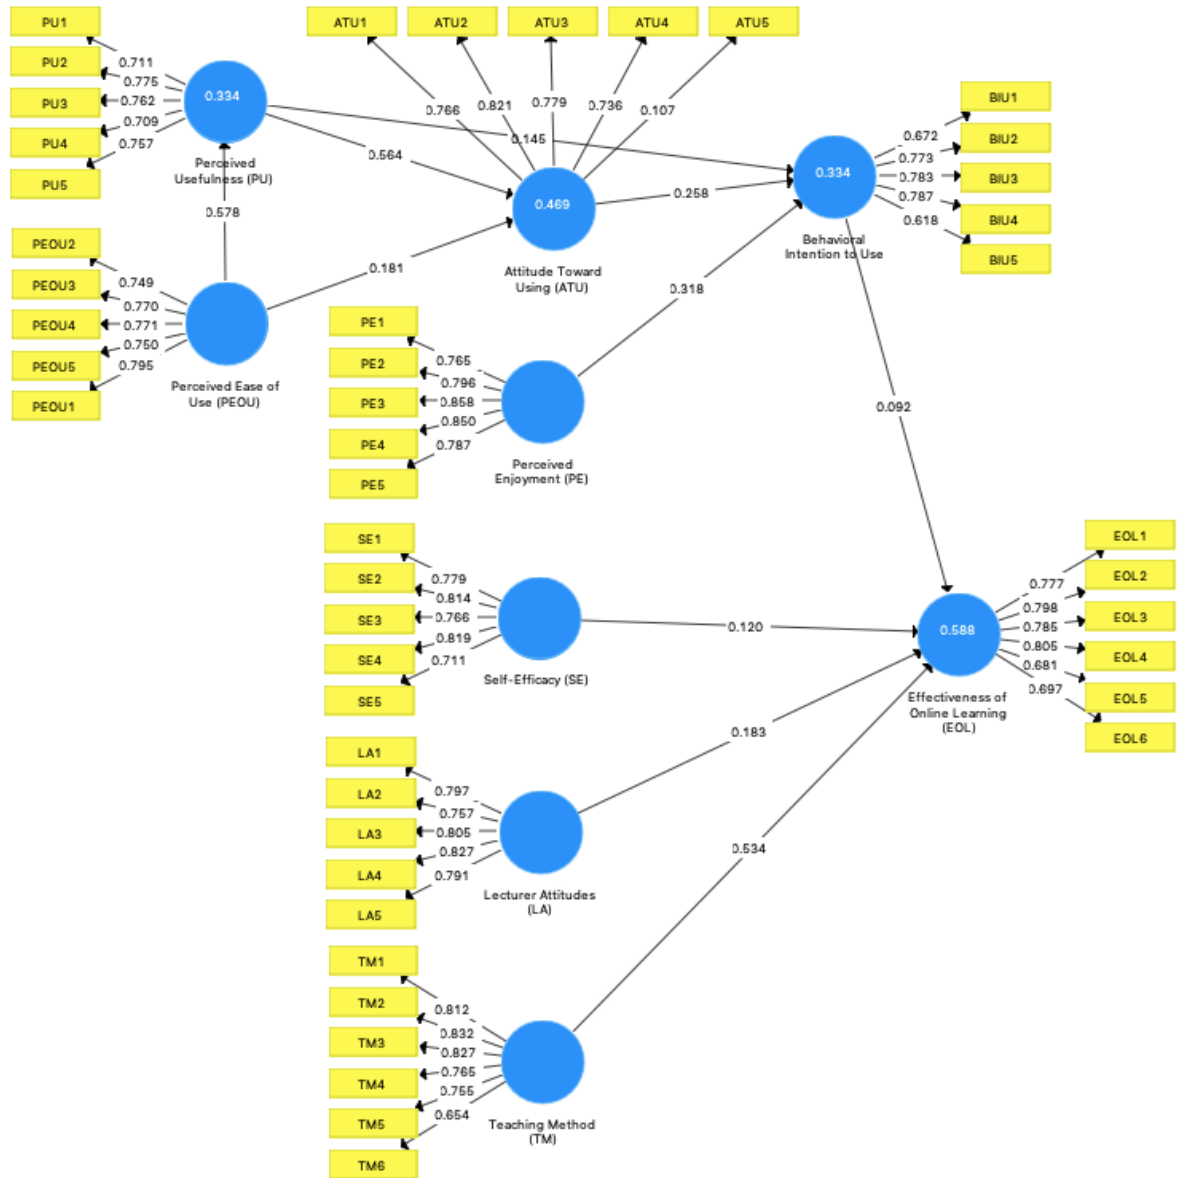 PU1
PU2
PU3
PU4
PU5
0.711
0.775
0.762
0.709
0.757
0.334
Perceived
Usefulness (PU)
0.578
PEOU2
PEOU3
PEOU4
PEOU5
PEOU1
0.749
0.770
0.771
0.750
0.795
Perceived Ease of
Use (PEOU)
ATU1
ATU2
ATU3
ATU4
ATU5
0.766
0.821
0.779
0.736
0.107
0.145
0.564
0.181
0.469
Attitude Toward
Using (ATU)
0.258
0.318
0.334
Behavioral
Intention to Use
0.672
0.773
0.783
0.787
0.618
BIU1
BIU2
BIU3
BIU4
BIU5
0.092
PE1
PE2
PE3
PE4
PE5
0.765
0.796
0.858
0.850
0.787
Perceived
Enjoyment (PE)
SE1
SE2
SE3
SE4
SE5
0.779
0.814
0.766
0.819
0.711
Self-Efficacy (SE)
0.120
0.588
Effectiveness of
Online Learning
(EOL)
0.777
0.798
0.785
0.805
0.681
0.697
EOL1
EOL2
EOL3
EOL4
EOL5
EOL6
LA1
LA2
LA3
LA4
LA5
0.797
0.757
0.805
0.827
0.791
Lecturer Attitudes
(LA)
0.183
0.534
TM1
TM2
TM3
TM4
TM5
TM6
0.812
0.832
0.827
0.765
0.755
0.654
Teaching Method
(TM)